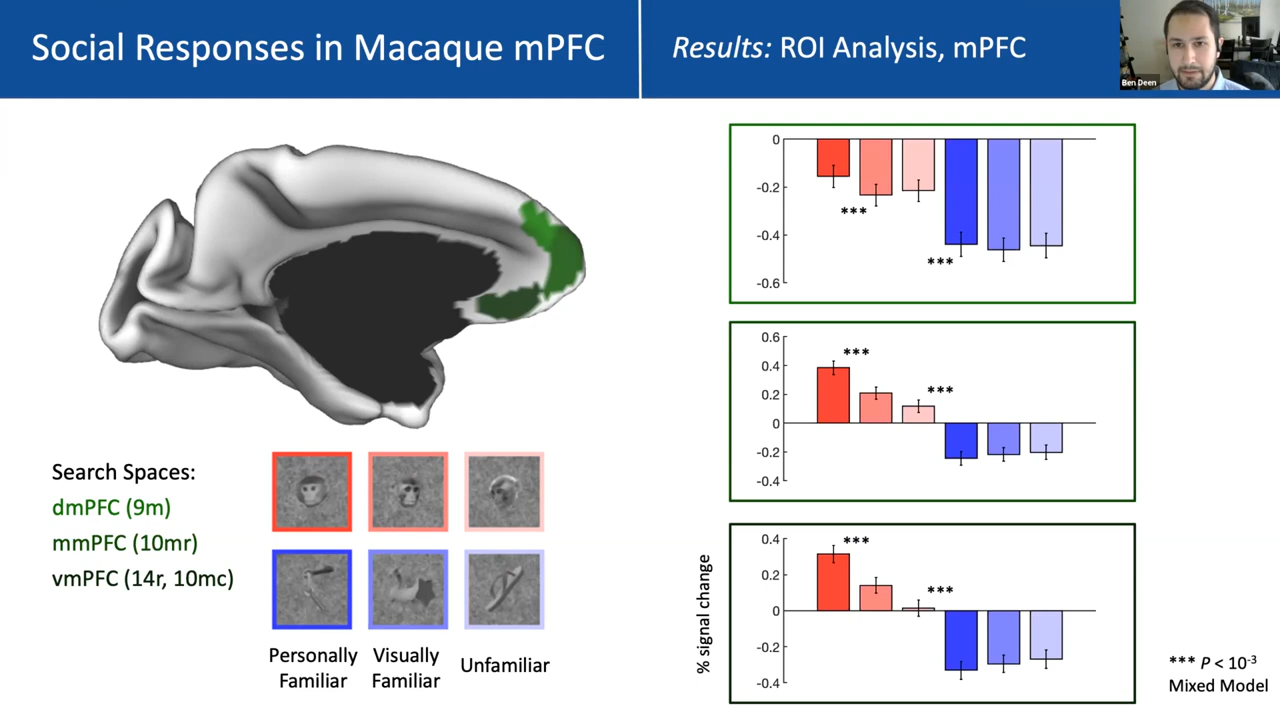 Social Responses in Macaque mPFC
Results: ROI Analysis, mPFC
Ben Deen
Search Spaces:
dmPFC (9m)
mmPFC (10mr)
vmPFC (14r, 10mc)
Personally
Familiar
Visually
Familiar
Unfamiliar
0
-0.2
-0.4
-0.6
***
***
0.6
0.4
0.2
0
-0.2
-0.4
***
***
% signal change
0.4
0.2
0
-0.2
-0.4
***
***
*** P < 10-3
Mixed Model